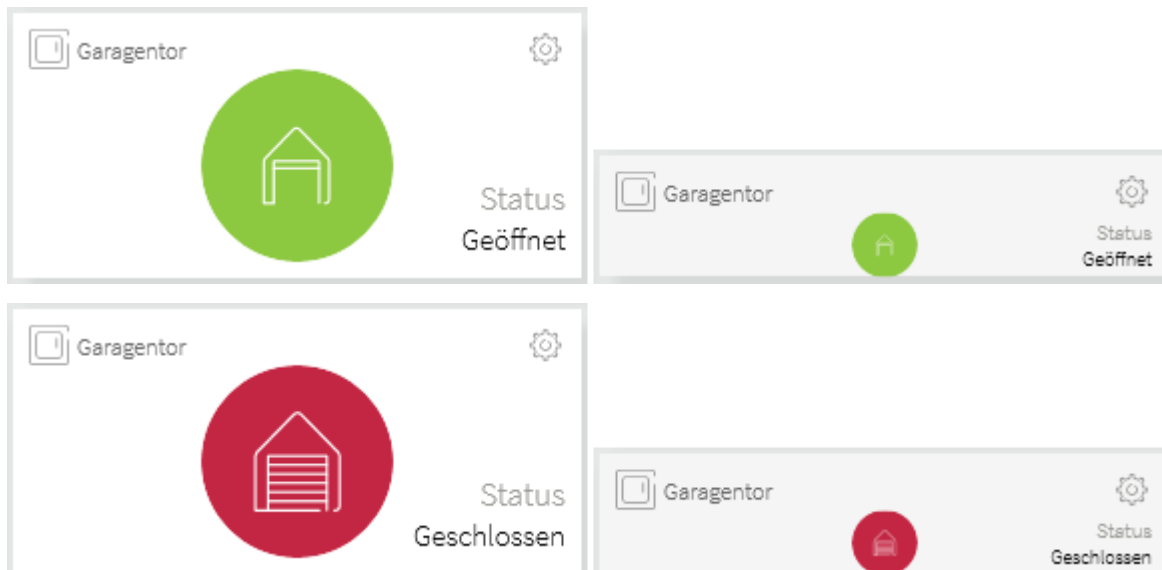 Garagentor
Status
Geöffnet
Garagentor
Status
Geöffnet
Garagentor
Status
Geschlossen
Garagentor
Status
Geschlossen